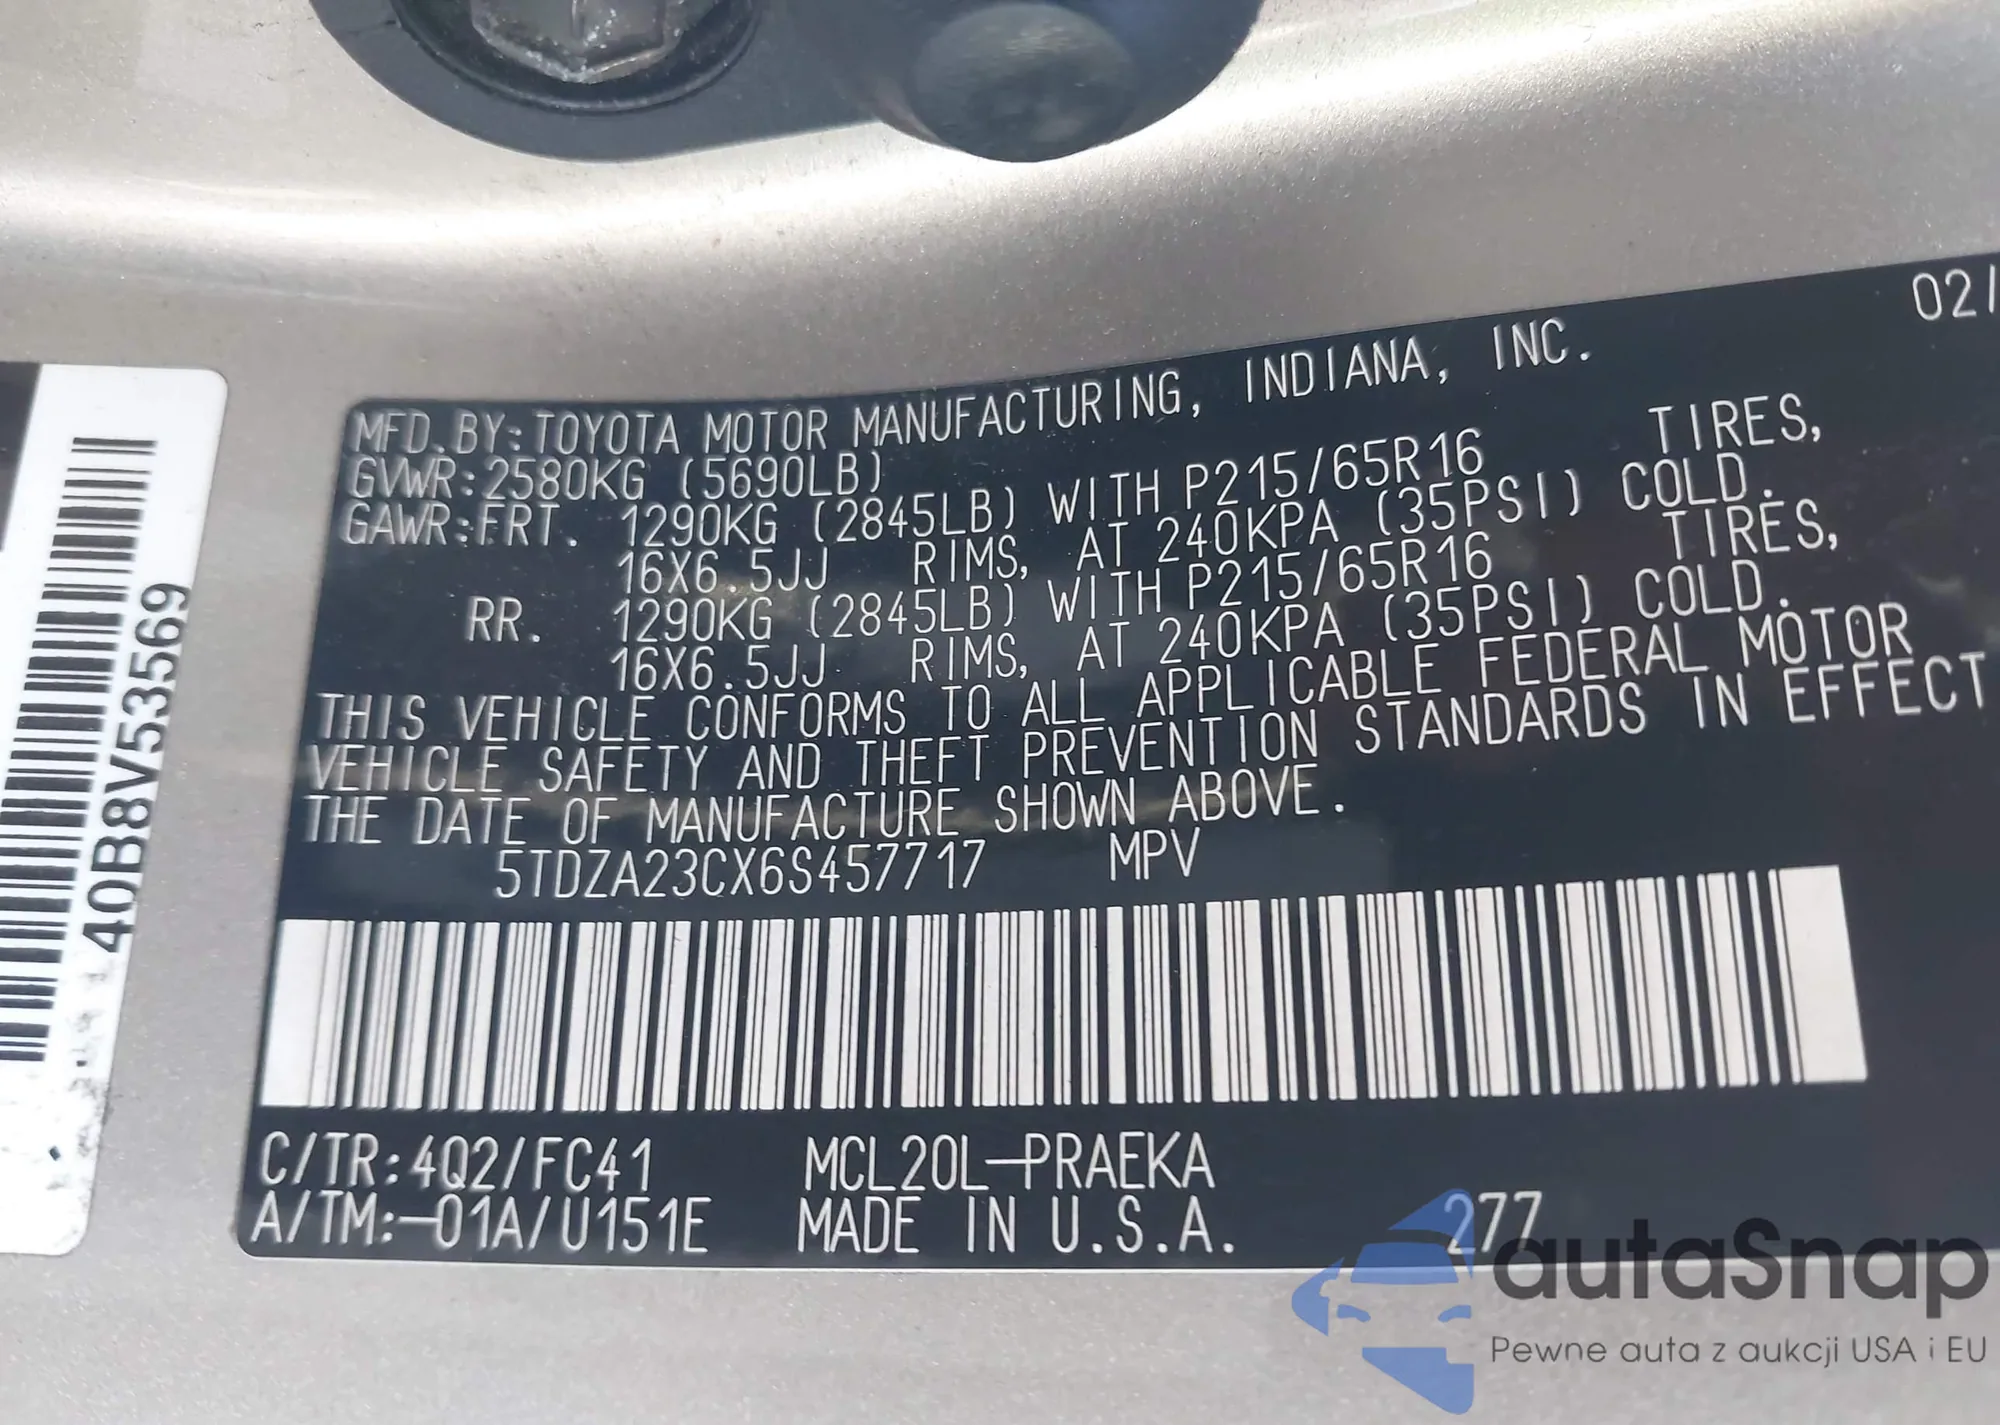 02/
MFD.BY:TOYOTA MOTOR MANUFACTURING, INDIANA, INC.
GVWR:2580KG (5690LB)
GAWR:FRT. 1290KG (2845LB) WITH P215/65R16 TIRES,
16X6.5JJ RIMS, AT 240KPA (35PSI) COLD.
RR. 1290KG (2845LB) WITH P215/65R16 TIRES,
16X6.5JJ RIMS, AT 240KPA (35PSI) COLD.
THIS VEHICLE CONFORMS TO ALL APPLICABLE FEDERAL MOTOR
VEHICLE SAFETY AND THEFT PREVENTION STANDARDS IN EFFECT
THE DATE OF MANUFACTURE SHOWN ABOVE.
5TDZA23CX6S457717 MPV
C/TR:4Q2/FC41 MCL20L-PRAEKA
A/TM:-01A/U151E MADE IN U.S.A. 277
40B8V53569
autaSnap
Pewne auta z aukcji USA i EU